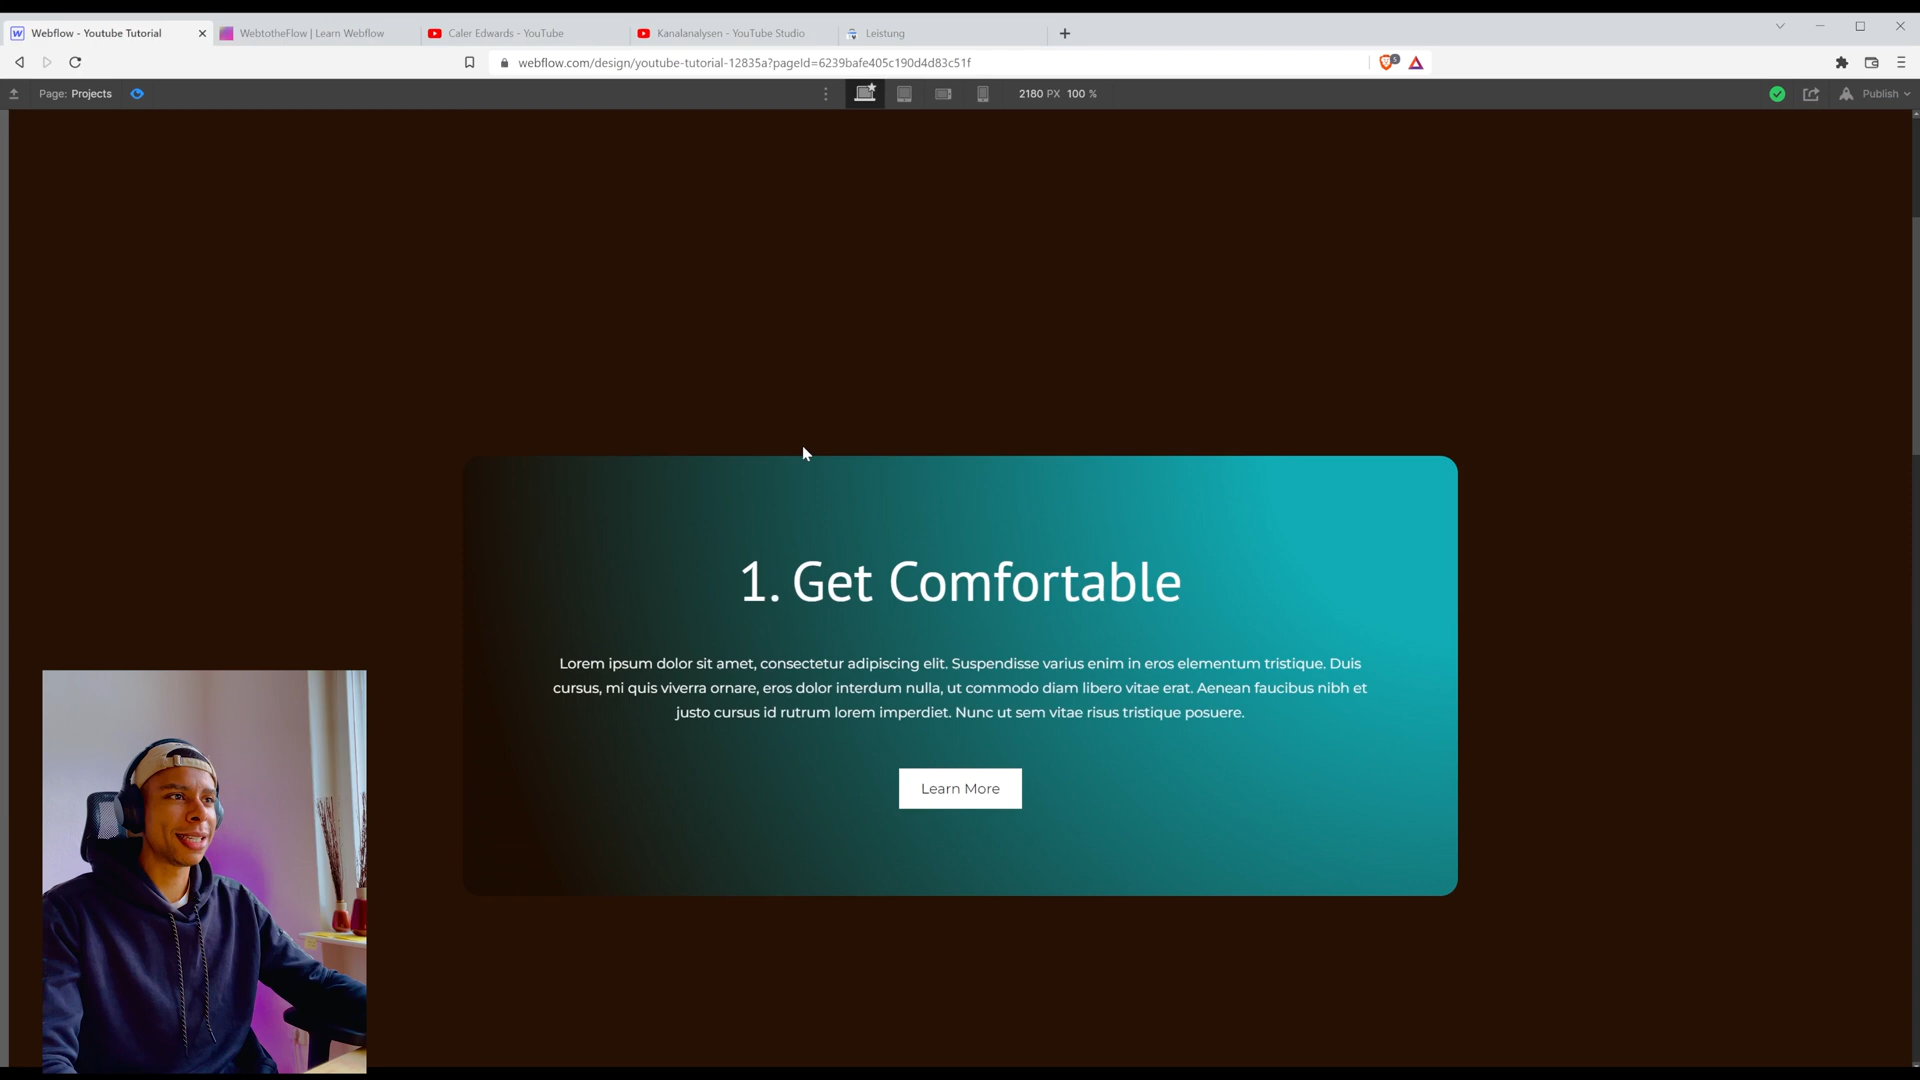 Webflow - Youtube Tutorial
WebtotheFlow | Learn Webflow
Caler Edwards - YouTube
Kanalanalysen - YouTube Studio
Leistung
webflow.com/design/youtube-tutorial-12835a?pageId=6239bafe405c190d4d83c51f
5
Page: Projects
2180 PX 100 %
Publish
1. Get Comfortable
Lorem ipsum dolor sit amet, consectetur adipiscing elit. Suspendisse varius enim in eros elementum tristique. Duis
cursus, mi quis viverra ornare, eros dolor interdum nulla, ut commodo diam libero vitae erat. Aenean faucibus nibh et
justo cursus id rutrum lorem imperdiet. Nunc ut sem vitae risus tristique posuere.
Learn More